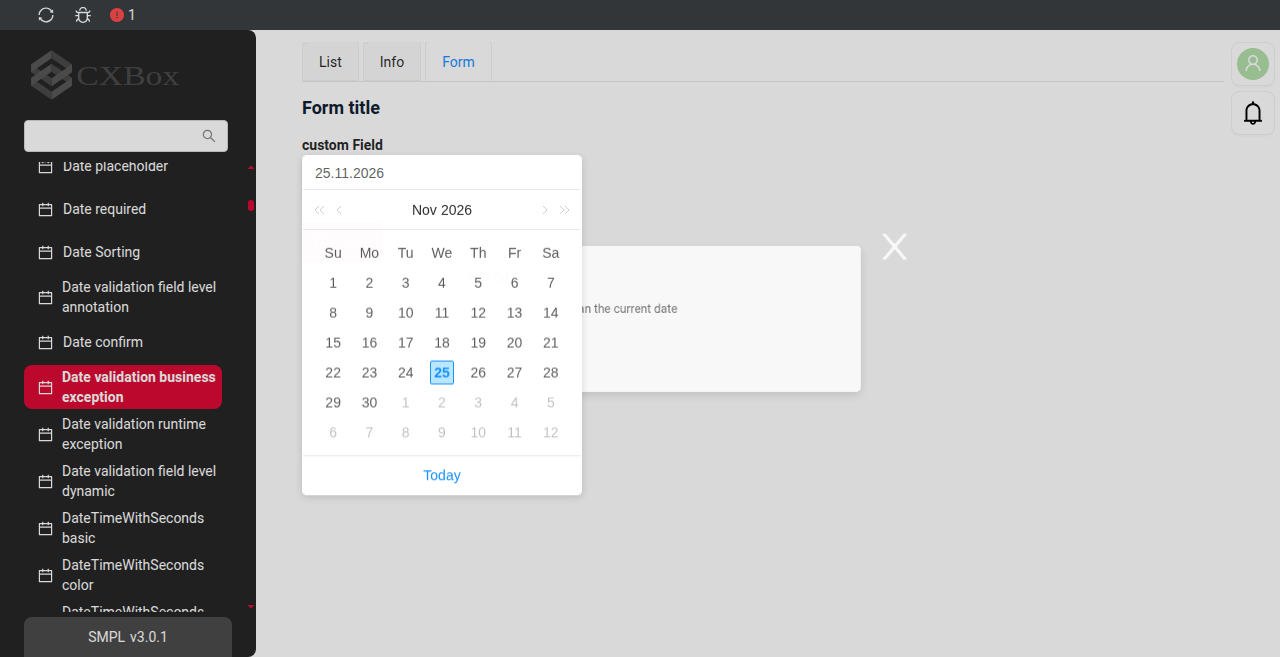 1
CXBox
List Info Form
Form title
custom Field
25.11.2026
Nov 2026
Su Mo Tu We Th Fr Sa
1 2 3 4 5 6 7
8 9 10 11 12 13 14
15 16 17 18 19 20 21
22 23 24 25 26 27 28
29 30 1 2 3 4 5
6 7 8 9 10 11 12
Today
the current date
Date placeholder
Date required
Date Sorting
Date validation field level
annotation
Date confirm
Date validation business
exception
Date validation runtime
exception
Date validation field level
dynamic
DateTimeWithSeconds
basic
DateTimeWithSeconds
color
DateTimeWithSeconds
SMPL v3.0.1